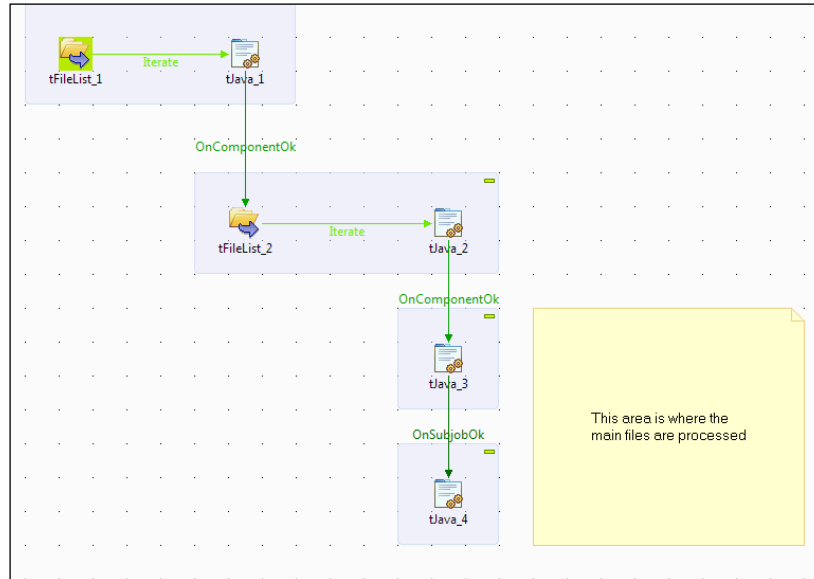 Iterate
tFileList_1
tJava_1
OnComponentOk
Iterate
tFileList_2
tJava_2
OnComponentOk
tJava_3
This area is where the
main files are processed
OnSubjobOk
tJava_4